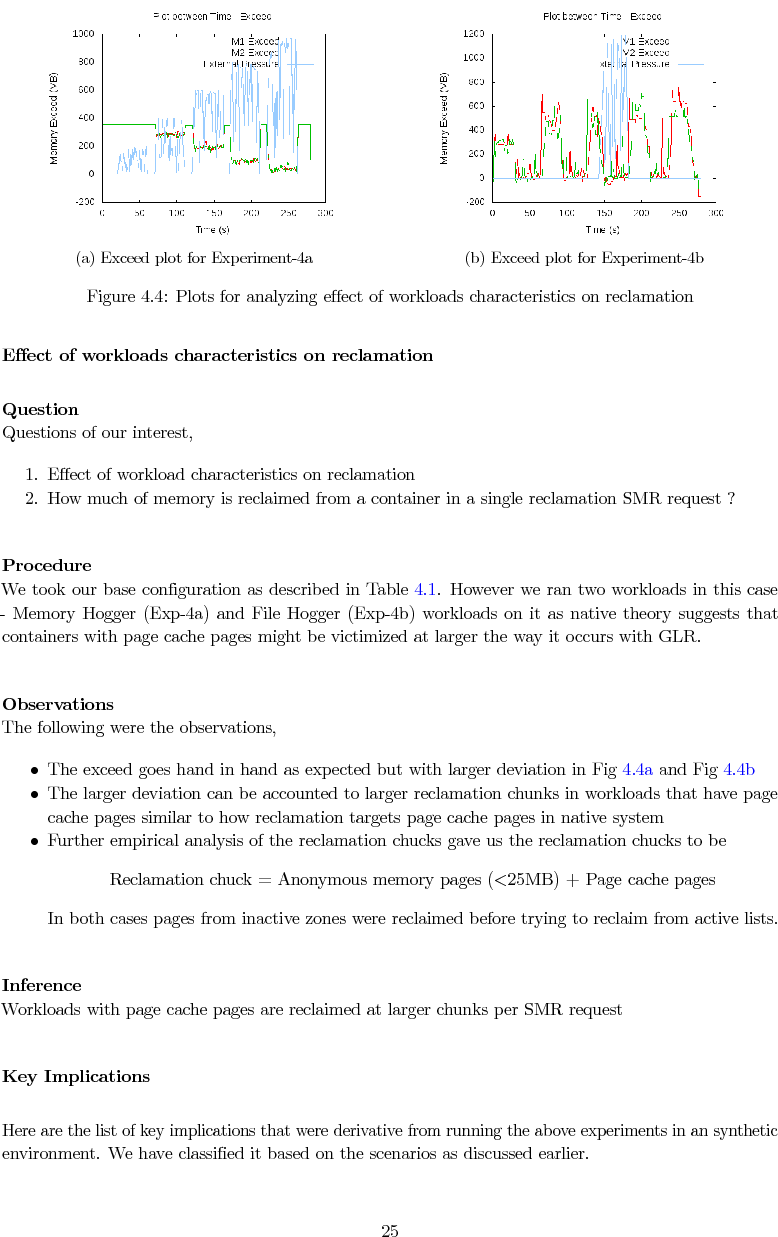 Plot between Time - Exceed
M1 Exceed
M2 Exceed
External Pressure
1000
800
600
400
200
0
-200
Memory Exceed (MB)
0 50 100 150 200 250 300
Time (s)
(a) Exceed plot for Experiment-4a
Plot between Time - Exceed
M1 Exceed
M2 Exceed
External Pressure
1200
1000
800
600
400
200
0
-200
Memory Exceed (MB)
0 50 100 150 200 250 300
Time (s)
(b) Exceed plot for Experiment-4b
Figure 4.4: Plots for analyzing effect of workloads characteristics on reclamation
Effect of workloads characteristics on reclamation
Question
Questions of our interest,
1. Effect of workload characteristics on reclamation
2. How much of memory is reclaimed from a container in a single reclamation SMR request ?
Procedure
We took our base configuration as described in Table 4.1. However we ran two workloads in this case
- Memory Hogger (Exp-4a) and File Hogger (Exp-4b) workloads on it as native theory suggests that
containers with page cache pages might be victimized at larger the way it occurs with GLR.
Observations
The following were the observations,
• The exceed goes hand in hand as expected but with larger deviation in Fig 4.4a and Fig 4.4b
• The larger deviation can be accounted to larger reclamation chunks in workloads that have page
cache pages similar to how reclamation targets page cache pages in native system
• Further empirical analysis of the reclamation chucks gave us the reclamation chucks to be
Reclamation chuck = Anonymous memory pages (<25MB) + Page cache pages
In both cases pages from inactive zones were reclaimed before trying to reclaim from active lists.
Inference
Workloads with page cache pages are reclaimed at larger chunks per SMR request
Key Implications
Here are the list of key implications that were derivative from running the above experiments in an synthetic
environment. We have classified it based on the scenarios as discussed earlier.
25